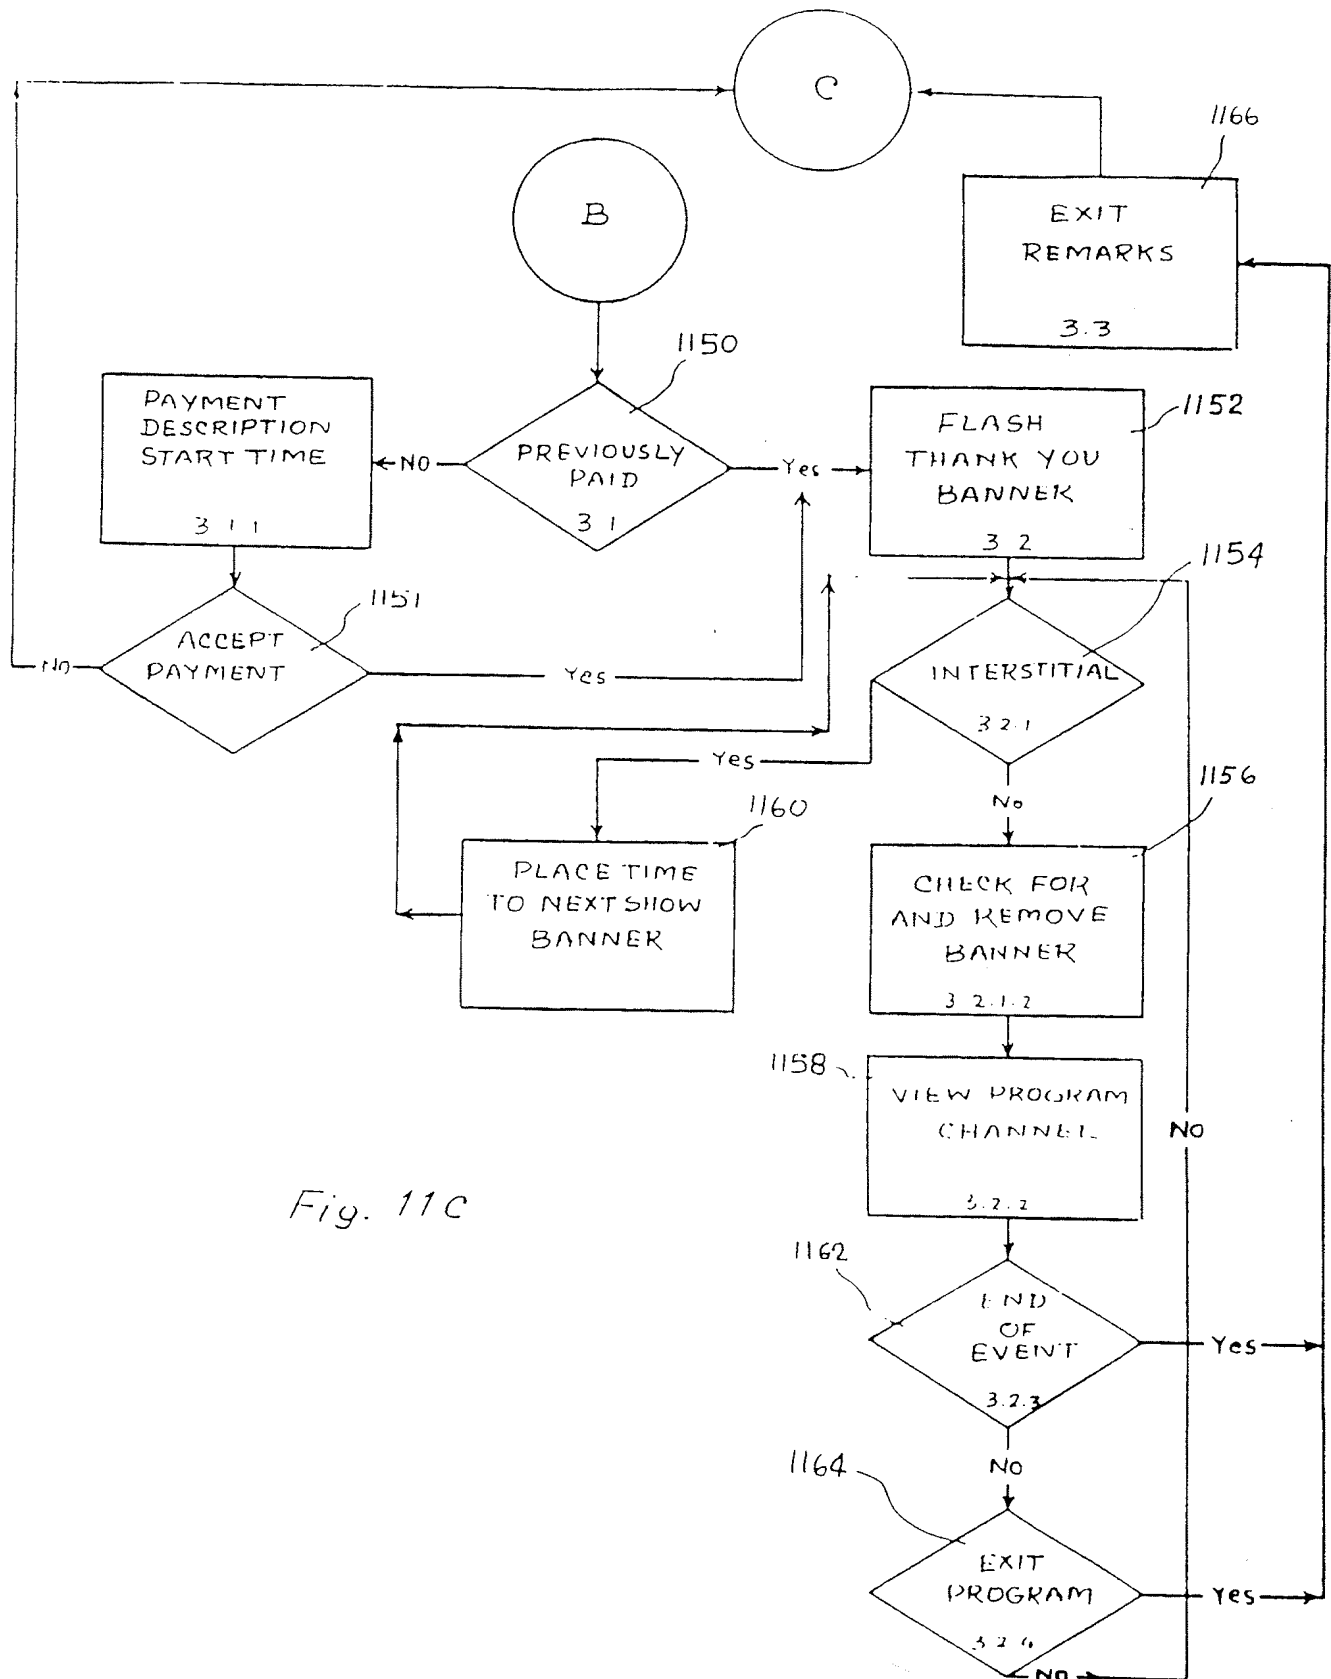 C
1166
EXIT
REMARKS
3.3
B
1150
PAYMENT
DESCRIPTION
START TIME
3 1 1
NO
PREVIOUSLY
PAID
3 1
Yes
1152
FLASH
THANK YOU
BANNER
3 2
1154
1151
ACCEPT
PAYMENT
No
Yes
INTERSTITIAL
3 2.1
Yes
No
1156
1160
PLACE TIME
TO NEXT SHOW
BANNER
CHECK FOR
AND REMOVE
BANNER
3 2.1.2
1158
VIEW PROGRAM
CHANNEL
3.2.2
NO
Fig. 11C
1162
END
OF
EVENT
3.2.3
Yes
NO
1164
EXIT
PROGRAM
3 2 4
Yes
NO